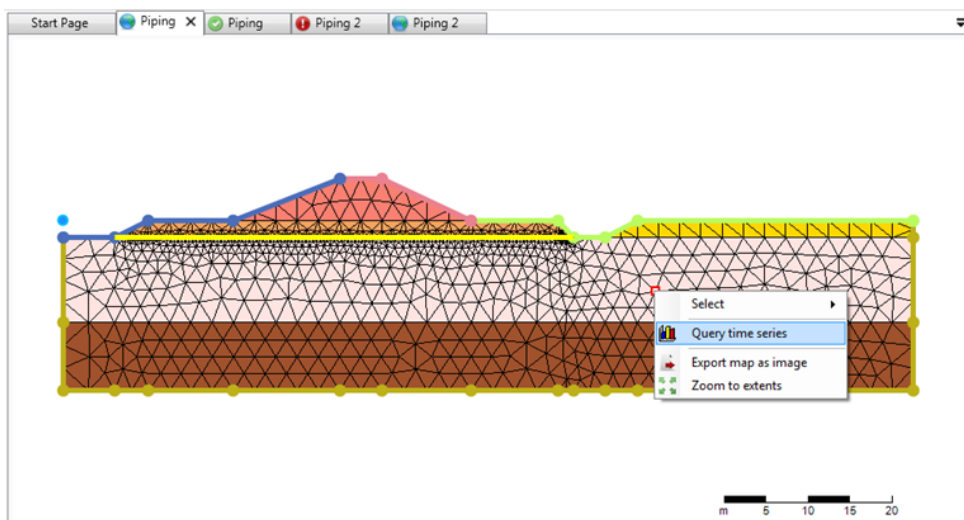 Start Page
Piping
Piping
Piping 2
Piping 2
Select
Query time series
Export map as image
Zoom to extents
m 5 10 15 20